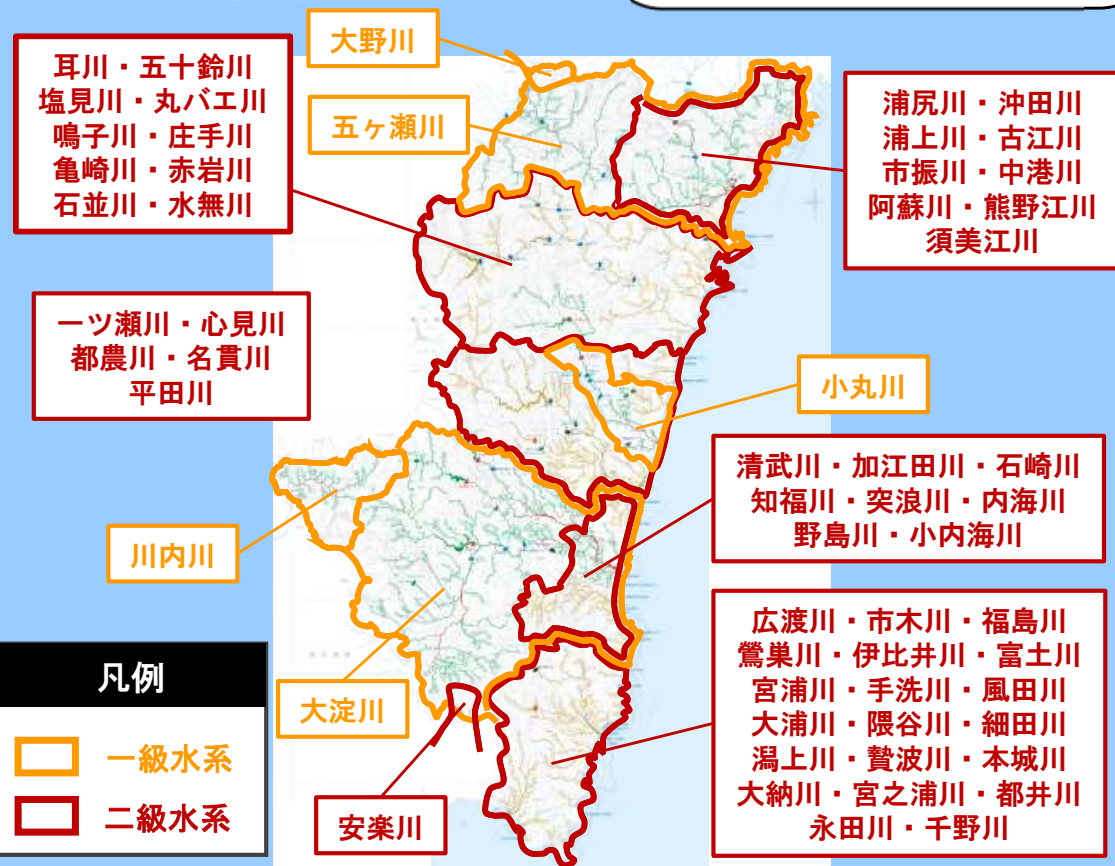 大野川
五ヶ瀬川
耳川・五十鈴川
塩見川・丸バエ川
鳴子川・庄手川
亀崎川・赤岩川
石並川・水無川
浦尻川・沖田川
浦上川・古江川
市振川・中港川
阿蘇川・熊野江川
須美江川
一ツ瀬川・心見川
都農川・名貫川
平田川
小丸川
清武川・加江田川・石崎川
知福川・突浪川・内海川
野島川・小内海川
川内川
大淀川
安楽川
広渡川・市木川・福島川
鶯巣川・伊比井川・富土川
宮浦川・手洗川・風田川
大浦川・隈谷川・細田川
潟上川・贄波川・本城川
大納川・宮之浦川・都井川
永田川・千野川
凡例
一級水系
二級水系